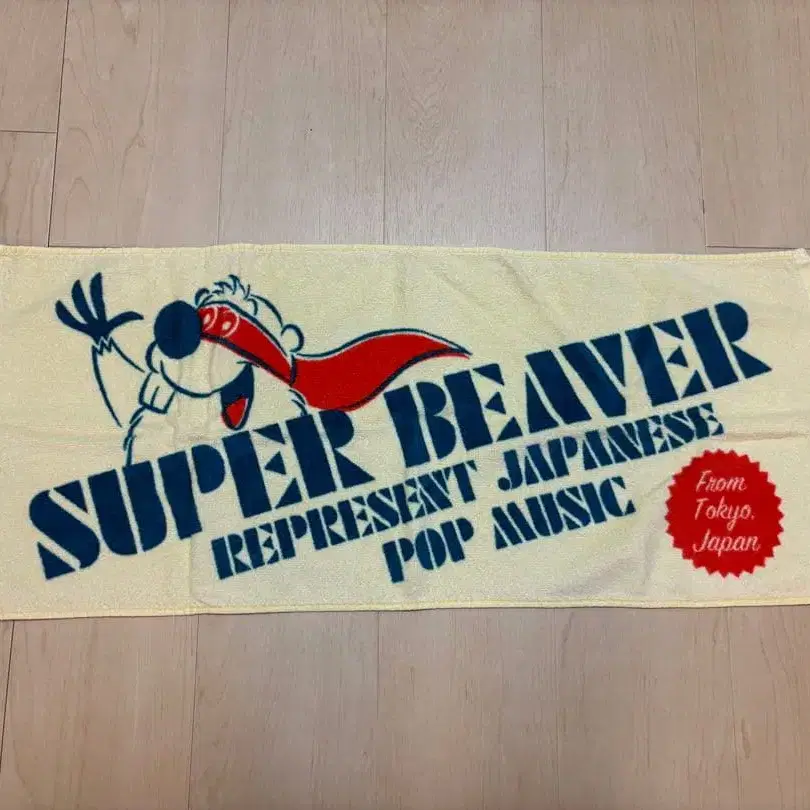 SUPER BEAVER
REPRESENT JAPANESE
POP MUSIC
From
Tokyo,
Japan